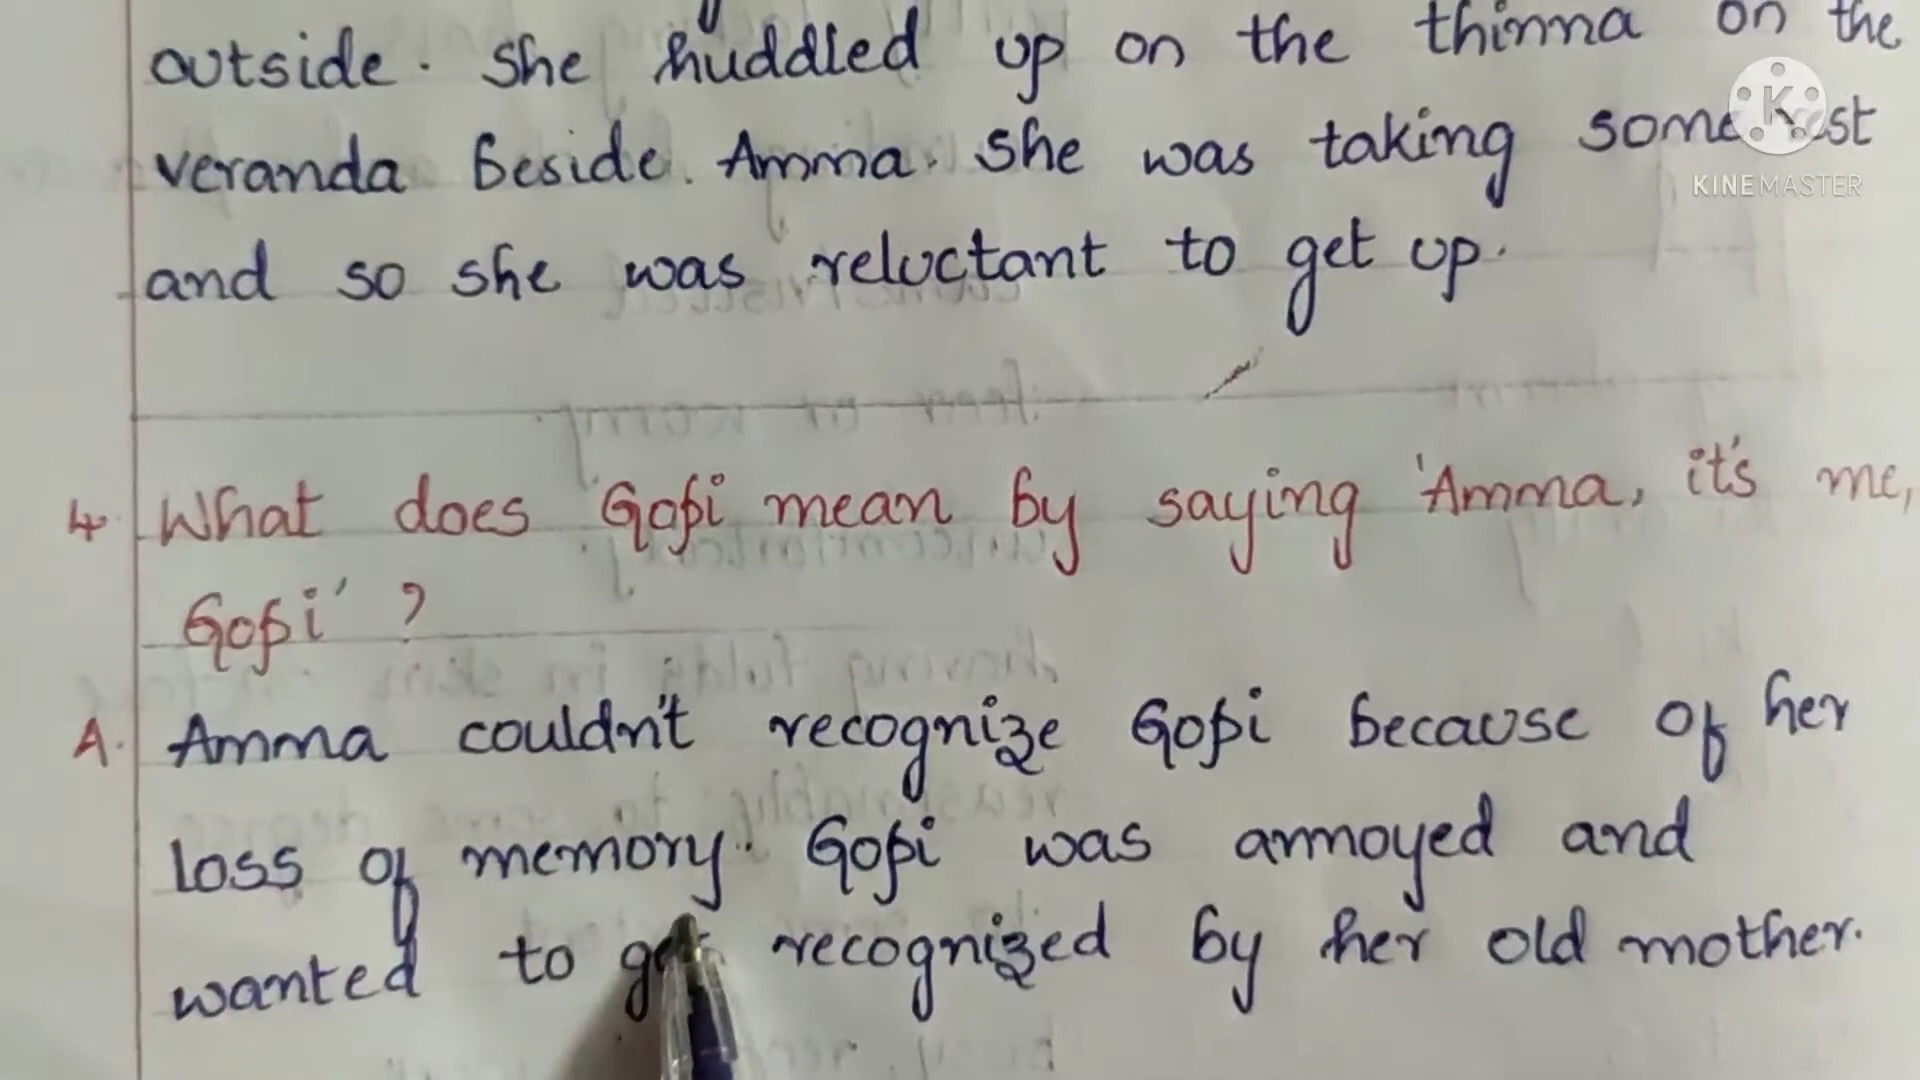 outside. She huddled up on the thinna on the
veranda beside Amma. She was taking some rest
KINEMASTER
and so she was reluctant to get up.
4. What does Gopi mean by saying 'Amma, it's me,
Gopi' ?
A. Amma couldn't recognize Gopi because of her
loss of memory. Gopi was annoyed and
wanted to get recognized by her old mother.